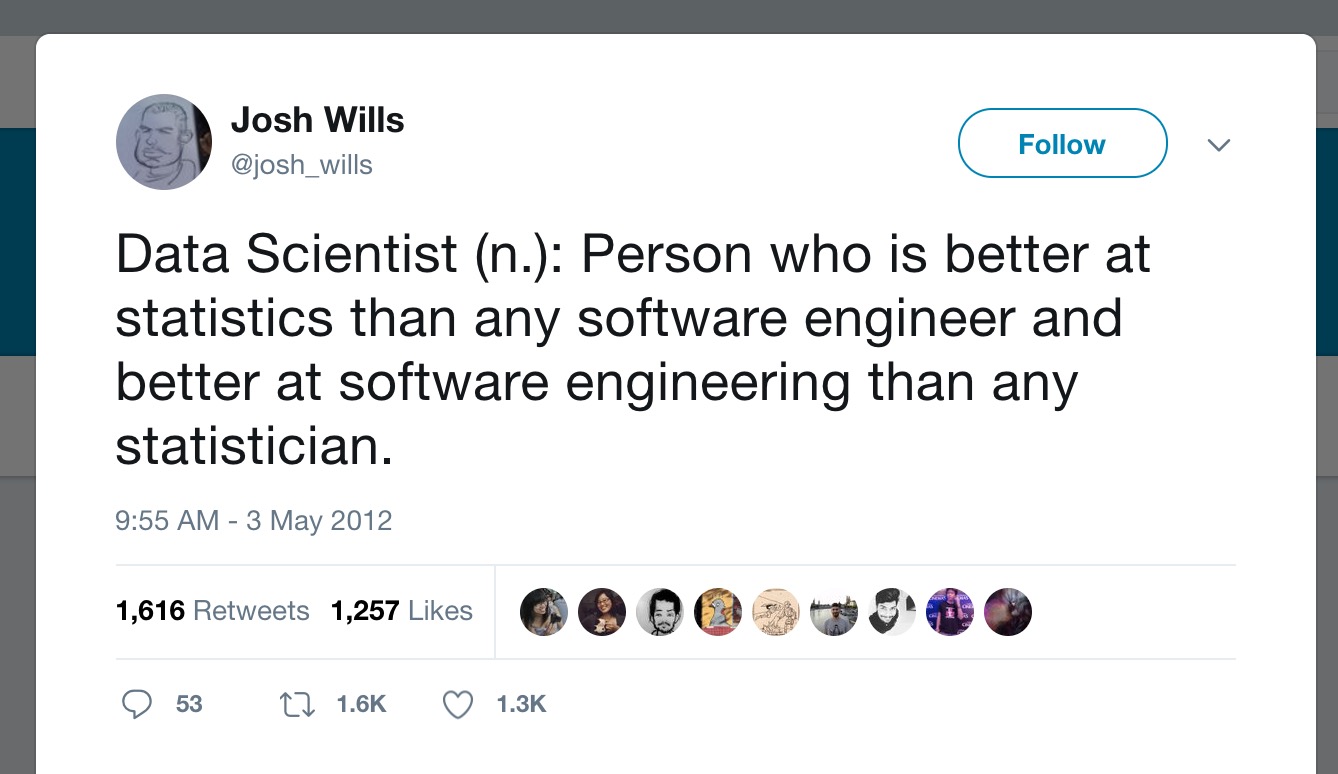 Josh Wills
@josh_wills
Follow
Data Scientist (n.): Person who is better at
statistics than any software engineer and
better at software engineering than any
statistician.
9:55 AM - 3 May 2012
1,616 Retweets 1,257 Likes
53 1.6K 1.3K